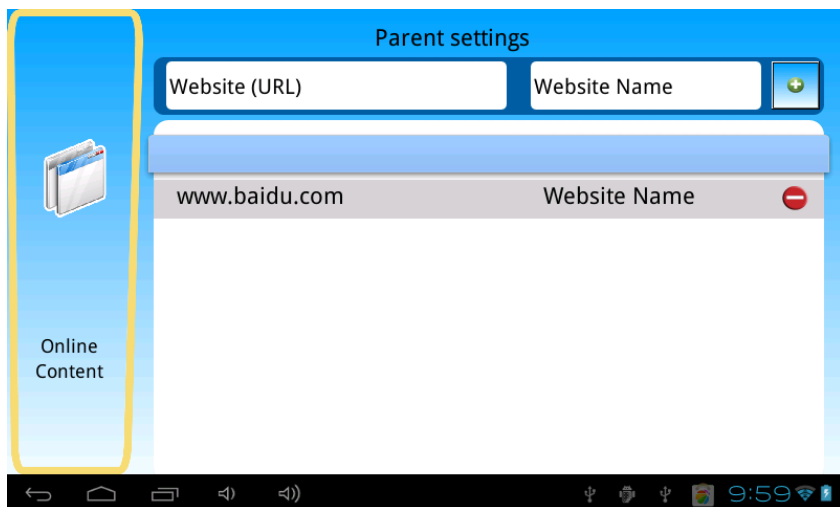 Parent settings
Website (URL) Website Name
www.baidu.com Website Name
Online
Content
9:59